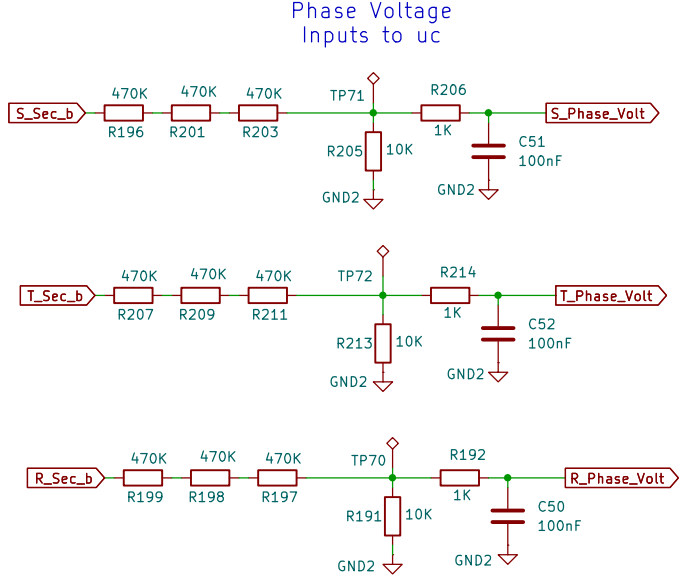 Phase Voltage
Inputs to uc
470K 470K 470K TP71 R206
S_Sec_b S_Phase_Volt
R196 R201 R203 1K C51
R205 10K 100nF
GND2 GND2
470K 470K 470K TP72 R214
T_Sec_b T_Phase_Volt
R207 R209 R211 1K C52
R213 10K 100nF
GND2 GND2
470K 470K 470K TP70 R192
R_Sec_b R_Phase_Volt
R199 R198 R197 1K C50
R191 10K 100nF
GND2 GND2